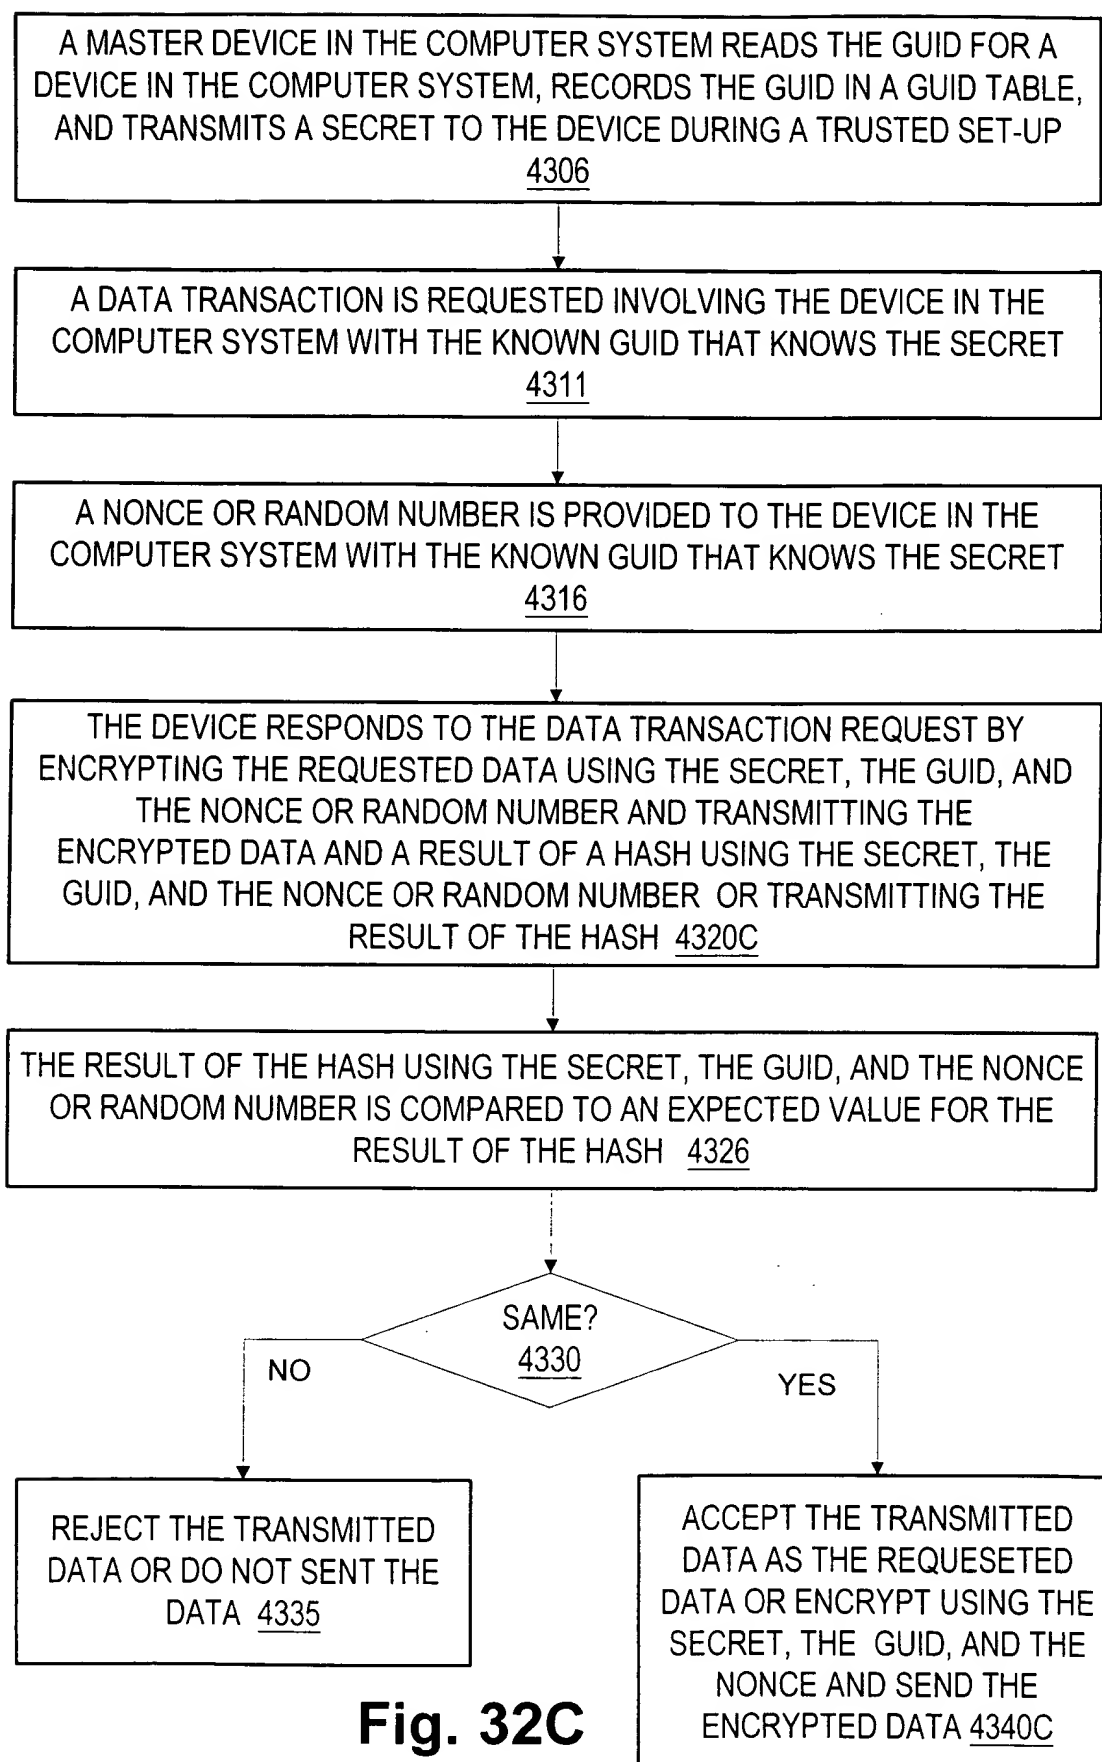 A MASTER DEVICE IN THE COMPUTER SYSTEM READS THE GUID FOR A
DEVICE IN THE COMPUTER SYSTEM, RECORDS THE GUID IN A GUID TABLE,
AND TRANSMITS A SECRET TO THE DEVICE DURING A TRUSTED SET-UP
4306
A DATA TRANSACTION IS REQUESTED INVOLVING THE DEVICE IN THE
COMPUTER SYSTEM WITH THE KNOWN GUID THAT KNOWS THE SECRET
4311
A NONCE OR RANDOM NUMBER IS PROVIDED TO THE DEVICE IN THE
COMPUTER SYSTEM WITH THE KNOWN GUID THAT KNOWS THE SECRET
4316
THE DEVICE RESPONDS TO THE DATA TRANSACTION REQUEST BY
ENCRYPTING THE REQUESTED DATA USING THE SECRET, THE GUID, AND
THE NONCE OR RANDOM NUMBER AND TRANSMITTING THE
ENCRYPTED DATA AND A RESULT OF A HASH USING THE SECRET, THE
GUID, AND THE NONCE OR RANDOM NUMBER OR TRANSMITTING THE
RESULT OF THE HASH 4320C
THE RESULT OF THE HASH USING THE SECRET, THE GUID, AND THE NONCE
OR RANDOM NUMBER IS COMPARED TO AN EXPECTED VALUE FOR THE
RESULT OF THE HASH 4326
SAME?
4330
NO
YES
REJECT THE TRANSMITTED
DATA OR DO NOT SENT THE
DATA 4335
ACCEPT THE TRANSMITTED
DATA AS THE REQUESETED
DATA OR ENCRYPT USING THE
SECRET, THE GUID, AND THE
NONCE AND SEND THE
ENCRYPTED DATA 4340C
Fig. 32C